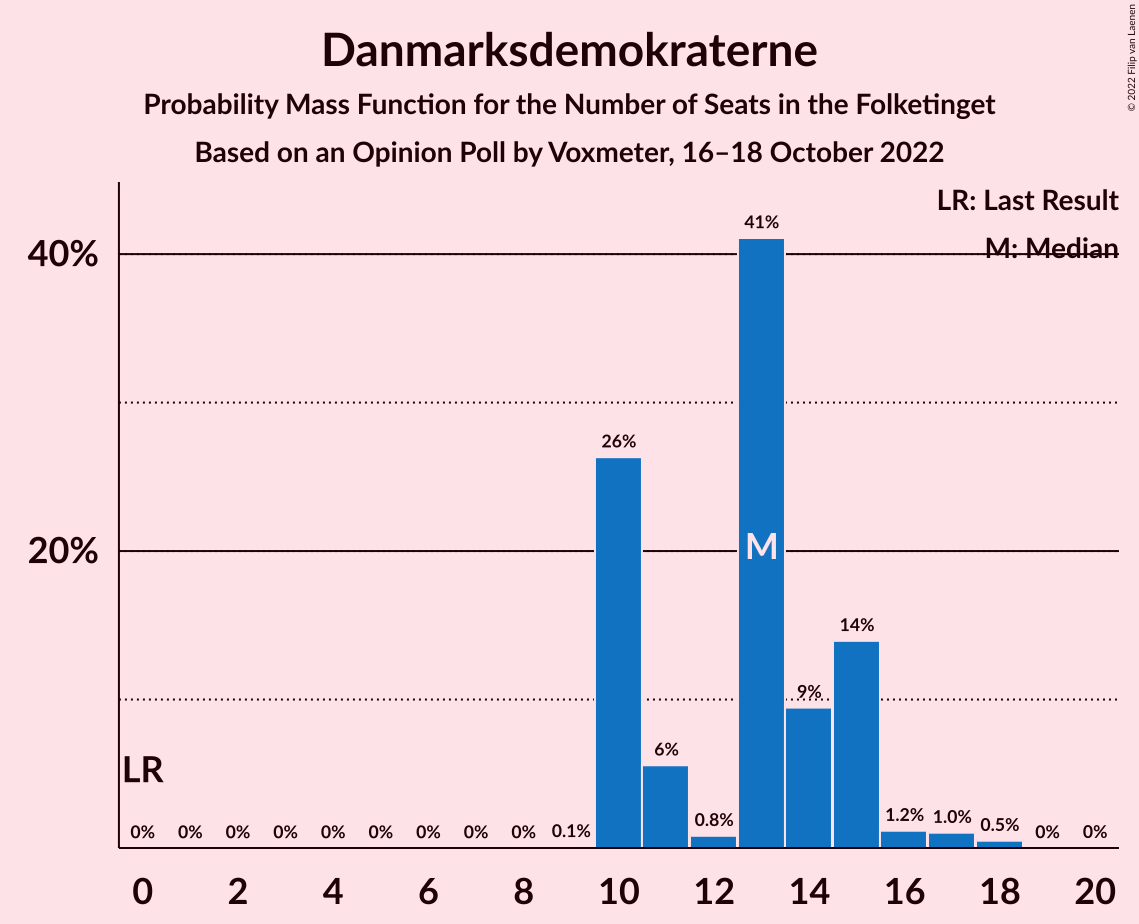 Danmarksdemokraterne
Probability Mass Function for the Number of Seats in the Folketinget
Based on an Opinion Poll by Voxmeter, 16–18 October 2022
© 2022 Filip van Laenen
LR: Last Result
M: Median
40%
20%
41%
26%
M
14%
9%
6%
LR
0% 0% 0% 0% 0% 0% 0% 0% 0% 0.1% 0.8% 1.2% 1.0% 0.5% 0% 0%
0 2 4 6 8 10 12 14 16 18 20